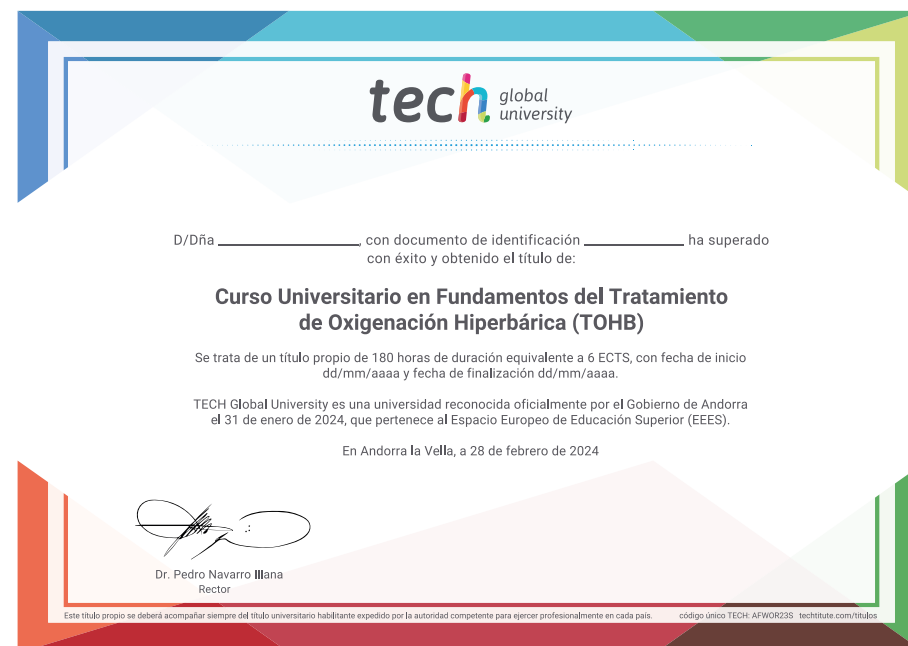 tech global university
D/Dña ____________________, con documento de identificación ______________ ha superado
con éxito y obtenido el título de:
Curso Universitario en Fundamentos del Tratamiento
de Oxigenación Hiperbárica (TOHB)
Se trata de un título propio de 180 horas de duración equivalente a 6 ECTS, con fecha de inicio
dd/mm/aaaa y fecha de finalización dd/mm/aaaa.
TECH Global University es una universidad reconocida oficialmente por el Gobierno de Andorra
el 31 de enero de 2024, que pertenece al Espacio Europeo de Educación Superior (EEES).
En Andorra la Vella, a 28 de febrero de 2024
Dr. Pedro Navarro Illana
Rector
Este título propio se deberá acompañar siempre del título universitario habilitante expedido por la autoridad competente para ejercer profesionalmente en cada país. código único TECH: AFWOR23S techtitute.com/titulos